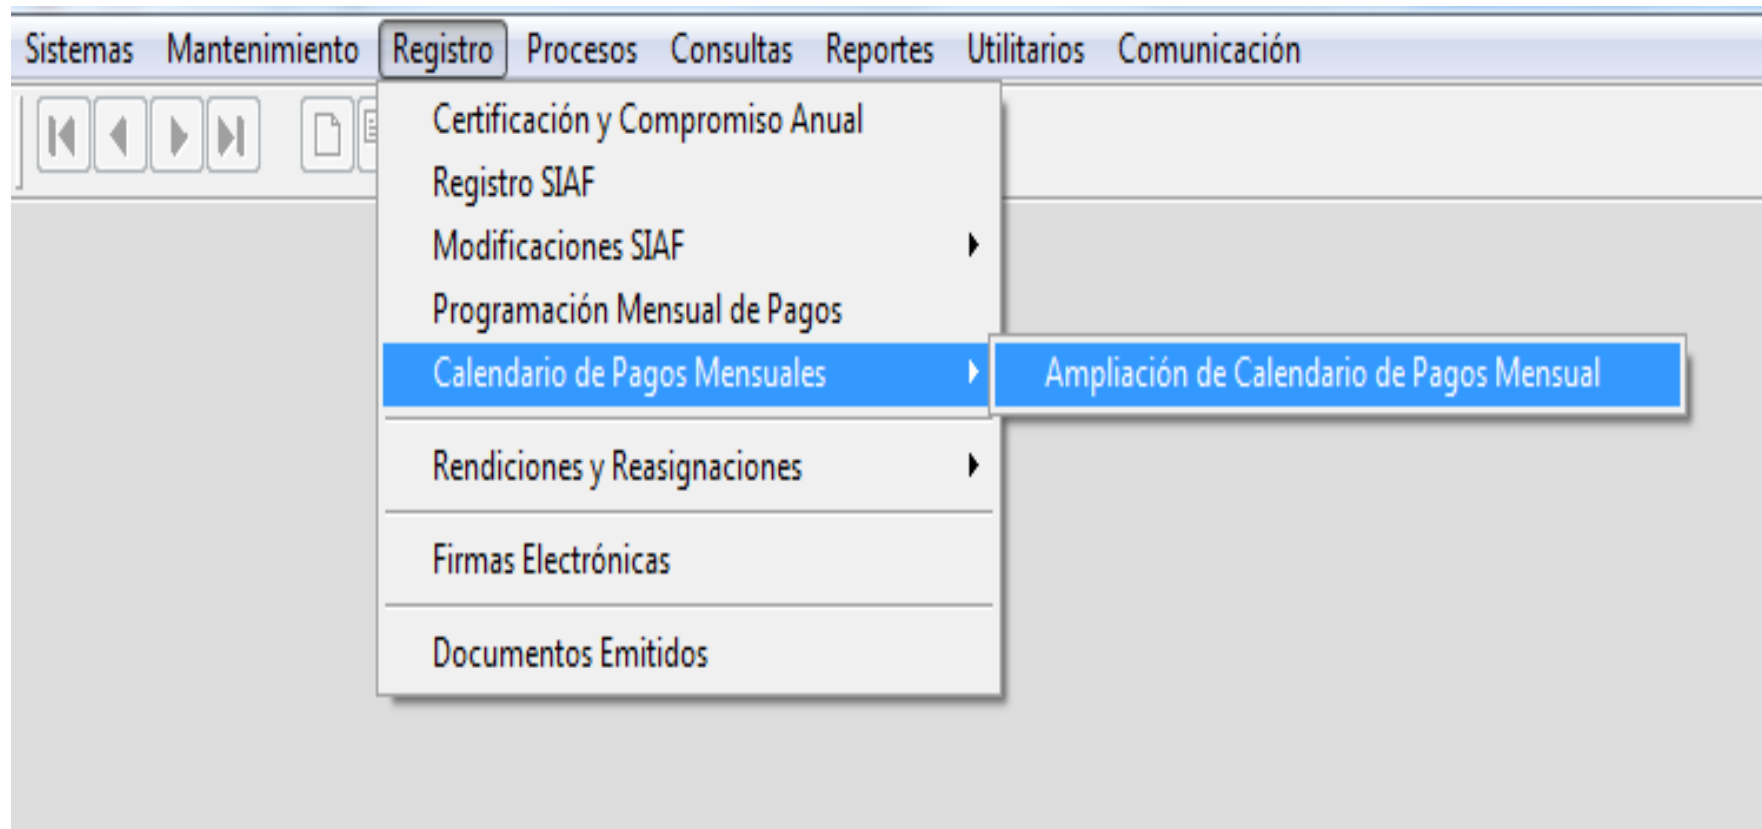 Sistemas Mantenimiento Registro Procesos Consultas Reportes Utilitarios Comunicación
Certificación y Compromiso Anual
Registro SIAF
Modificaciones SIAF
Programación Mensual de Pagos
Calendario de Pagos Mensuales
Ampliación de Calendario de Pagos Mensual
Rendiciones y Reasignaciones
Firmas Electrónicas
Documentos Emitidos